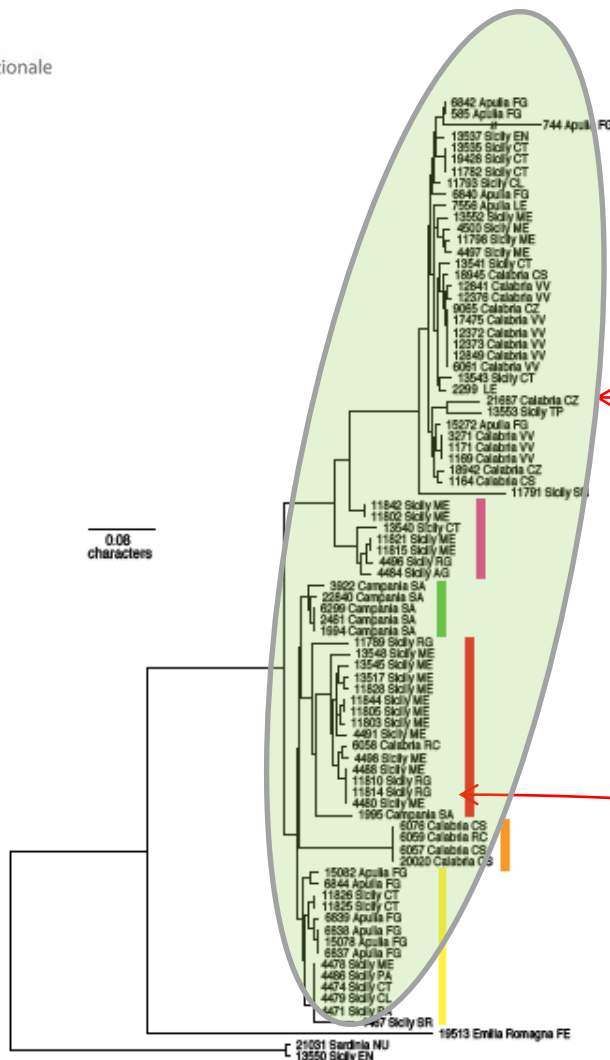 zionale
6842 Apulia FG
585 Apulia FG
744 Apulia FG
13537 Sicily EN
13535 Sicily CT
19428 Sicily CT
11782 Sicily CT
11793 Sicily CL
6840 Apulia FG
7556 Apulia LE
13552 Sicily ME
4500 Sicily ME
11798 Sicily ME
4497 Sicily ME
13541 Sicily CT
18945 Calabria CS
12841 Calabria VV
12376 Calabria VV
9065 Calabria CZ
17475 Calabria VV
12372 Calabria VV
12373 Calabria VV
12849 Calabria VV
6061 Calabria VV
13543 Sicily CT
2299 LE
21687 Calabria CZ
13553 Sicily TP
15272 Apulia FG
3271 Calabria VV
1171 Calabria VV
1169 Calabria VV
18942 Calabria CZ
1164 Calabria CS
11791 Sicily
11842 Sicily ME
11802 Sicily ME
13540 Sicily CT
11821 Sicily ME
11815 Sicily ME
4496 Sicily RG
4484 Sicily AG
0.08
characters
3922 Campania SA
22840 Campania SA
6299 Campania SA
2461 Campania SA
1994 Campania SA
11789 Sicily RG
13548 Sicily ME
13545 Sicily ME
13517 Sicily ME
11828 Sicily ME
11844 Sicily ME
11805 Sicily ME
11803 Sicily ME
4491 Sicily ME
6058 Calabria RC
4498 Sicily ME
4488 Sicily ME
11810 Sicily RG
11814 Sicily RG
4480 Sicily ME
1995 Campania SA
6076 Calabria CS
6059 Calabria RC
6057 Calabria CS
20020 Calabria CS
15082 Apulia FG
6844 Apulia FG
11826 Sicily CT
11825 Sicily CT
6839 Apulia FG
6838 Apulia FG
15078 Apulia FG
6837 Apulia FG
4478 Sicily ME
4486 Sicily PA
4474 Sicily CT
4479 Sicily CL
4471 Sicily
Sicily SR
19513 Emilia Romagna FE
21031 Sardinia NU
13550 Sicily EN